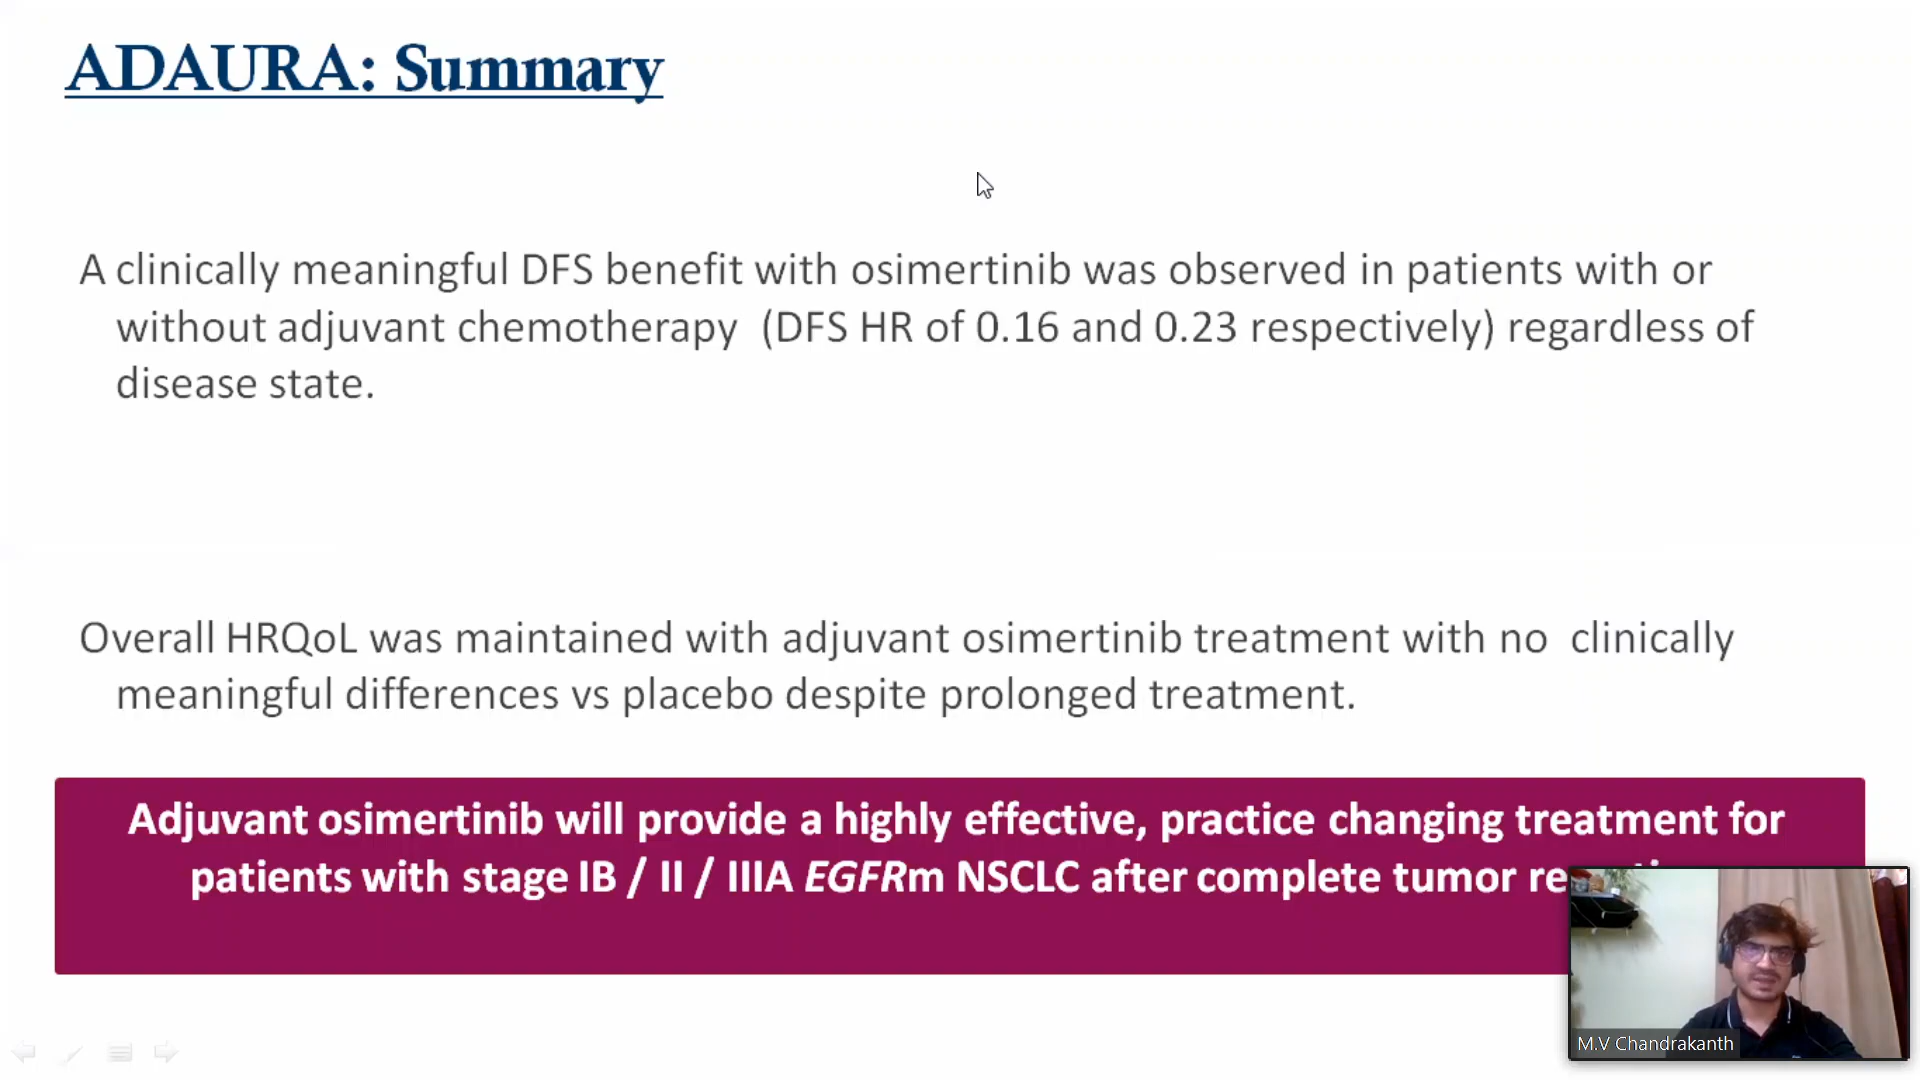 ADAURA: Summary
A clinically meaningful DFS benefit with osimertinib was observed in patients with or
without adjuvant chemotherapy (DFS HR of 0.16 and 0.23 respectively) regardless of
disease state.
Overall HRQoL was maintained with adjuvant osimertinib treatment with no clinically
meaningful differences vs placebo despite prolonged treatment.
Adjuvant osimertinib will provide a highly effective, practice changing treatment for
patients with stage IB / II / IIIA EGFRm NSCLC after complete tumor
M.V Chandrakanth